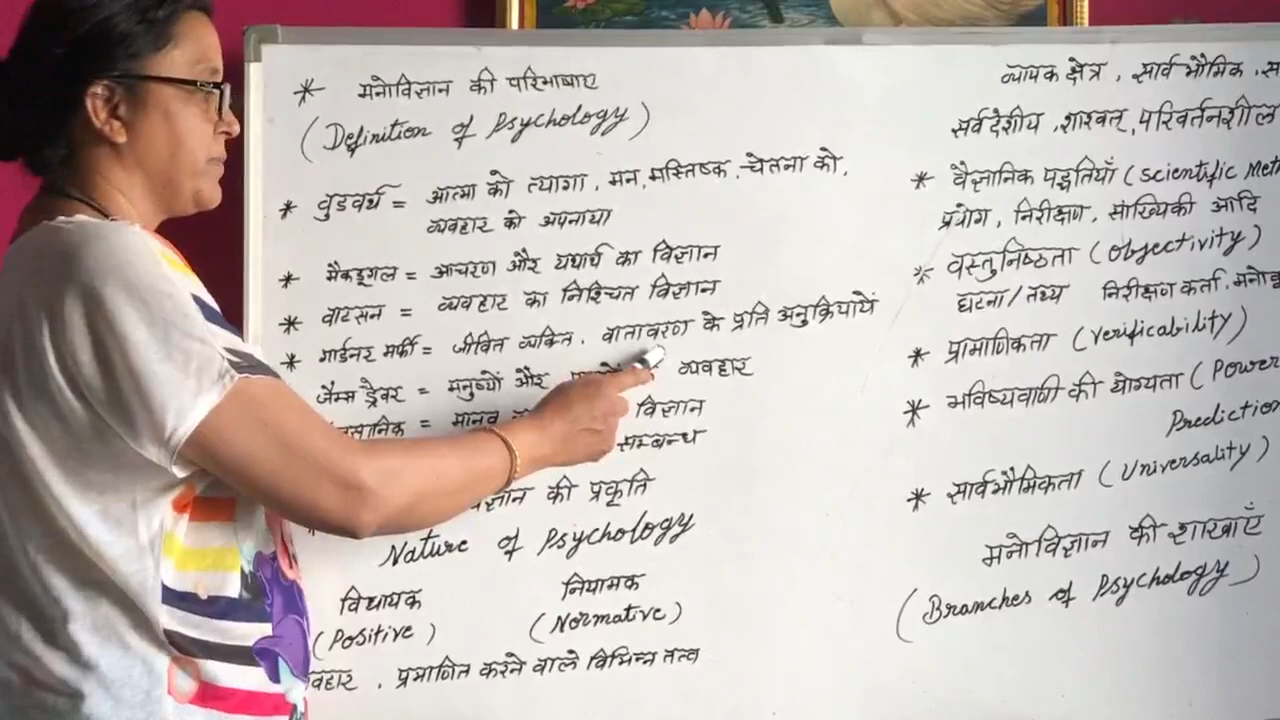 * मनोविज्ञान की परिभाषाए
(Definition of Psychology)
* वुडवर्थ = आत्मा को त्यागा, मन, मस्तिष्क, चेतना को,
व्यवहार को अपनाया
* मैकडूगल = आचरण और यथार्थ का विज्ञान
* वाटसन = व्यवहार का निश्चित विज्ञान
* गार्डनर मर्फी = जीवित व्यक्ति, वातावरण के प्रति अनुक्रियायें
जैम्स ड्रेवर = मनुष्यों और व्यवहार
= मानव विज्ञान
सम्बन्ध
की प्रकृति
Nature of Psychology
विधायक नियामक
(Positive) (Normative)
प्रमाणित करने वाले विभिन्न तत्व
व्यापक क्षेत्र, सार्व भौमिक,
सर्वदेशीय, शाश्वत, परिवर्तनशील
* वैज्ञानिक पद्धतियाँ (Scientific
प्रयोग, निरीक्षण, सांख्यिकी आदि
* वस्तुनिष्ठता (Objectivity)
घटना/तथ्य निरीक्षण कर्ता,
* प्रामाणिकता (Verificability)
* भविष्यवाणी की योग्यता (Power
Prediction
* सार्वभौमिकता (Universality)
मनोविज्ञान की शाखाएँ
(Branches of Psychology)